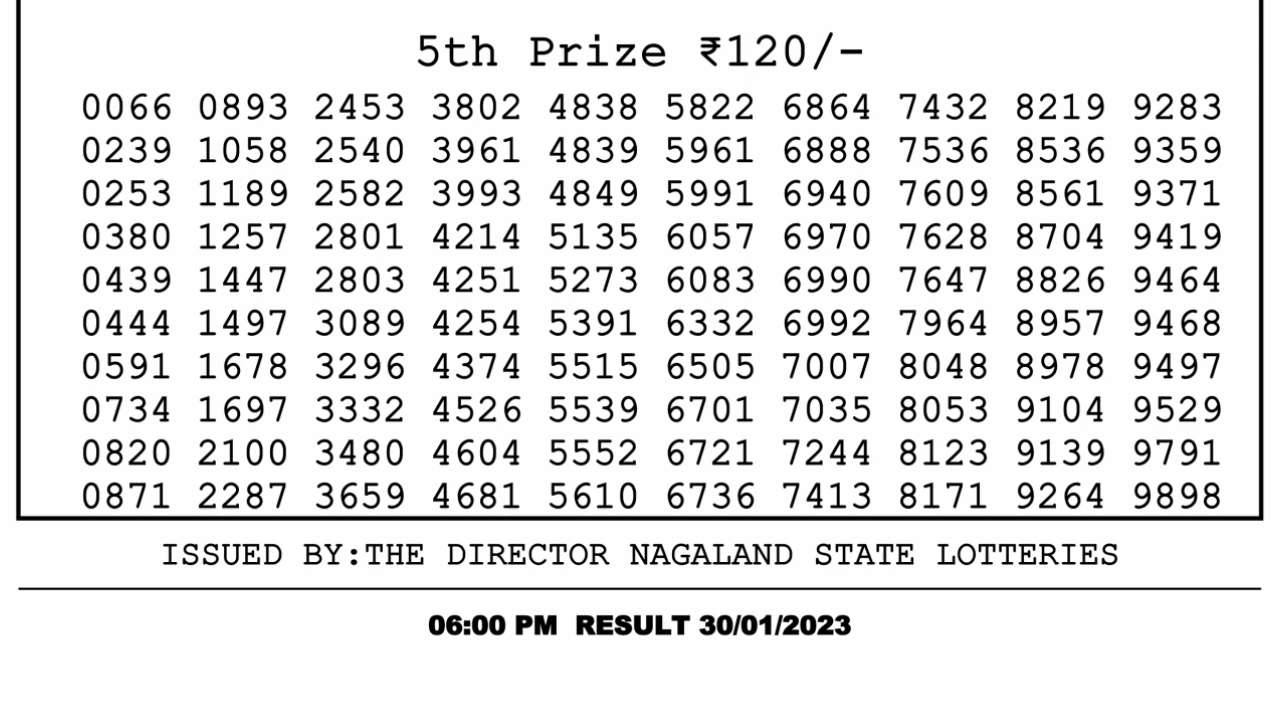 5th Prize ₹120/-
0066 0893 2453 3802 4838 5822 6864 7432 8219 9283
0239 1058 2540 3961 4839 5961 6888 7536 8536 9359
0253 1189 2582 3993 4849 5991 6940 7609 8561 9371
0380 1257 2801 4214 5135 6057 6970 7628 8704 9419
0439 1447 2803 4251 5273 6083 6990 7647 8826 9464
0444 1497 3089 4254 5391 6332 6992 7964 8957 9468
0591 1678 3296 4374 5515 6505 7007 8048 8978 9497
0734 1697 3332 4526 5539 6701 7035 8053 9104 9529
0820 2100 3480 4604 5552 6721 7244 8123 9139 9791
0871 2287 3659 4681 5610 6736 7413 8171 9264 9898
ISSUED BY:THE DIRECTOR NAGALAND STATE LOTTERIES
06:00 PM RESULT 30/01/2023